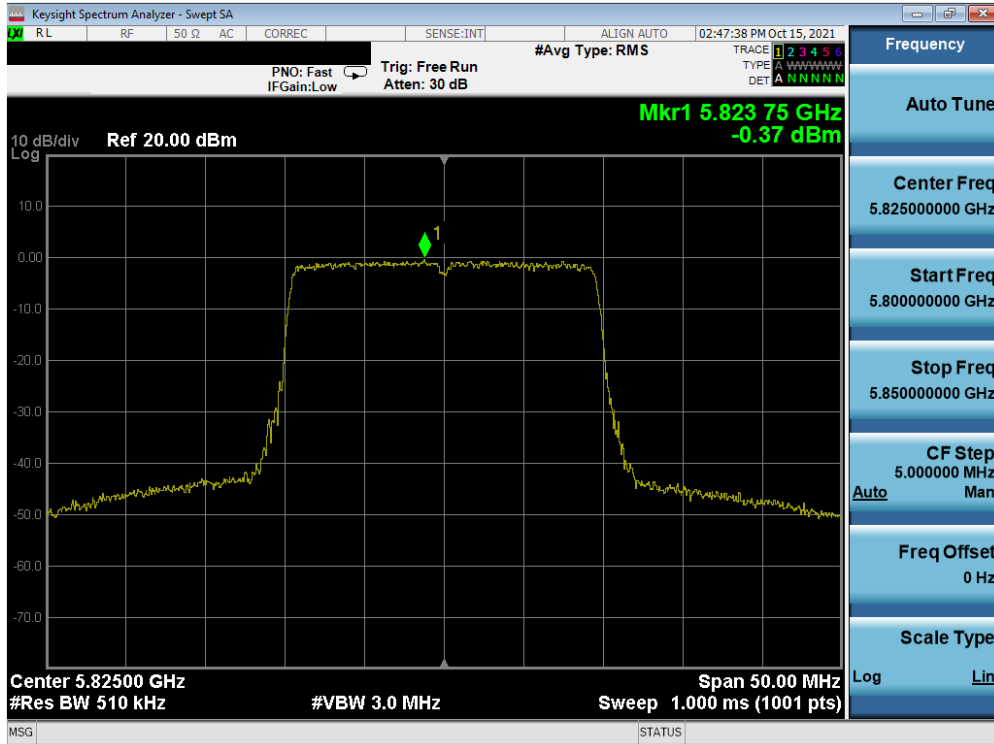 Keysight Spectrum Analyzer - Swept SA
LXI RL RF 50 Ω AC CORREC SENSE:INT ALIGN AUTO 02:47:38 PM Oct 15, 2021
#Avg Type: RMS TRACE 1 2 3 4 5 6
PNO: Fast Trig: Free Run TYPE A WWWWW
IFGain:Low Atten: 30 dB DET A N N N N N
Mkr1 5.823 75 GHz
10 dB/div Ref 20.00 dBm -0.37 dBm
Log
10.0
1
0.00
-10.0
-20.0
-30.0
-40.0
-50.0
-60.0
-70.0
Center 5.82500 GHz Span 50.00 MHz
#Res BW 510 kHz #VBW 3.0 MHz Sweep 1.000 ms (1001 pts)
MSG STATUS
Frequency
Auto Tune
Center Freq
5.825000000 GHz
Start Freq
5.800000000 GHz
Stop Freq
5.850000000 GHz
CF Step
5.000000 MHz
Auto Man
Freq Offset
0 Hz
Scale Type
Log Lin